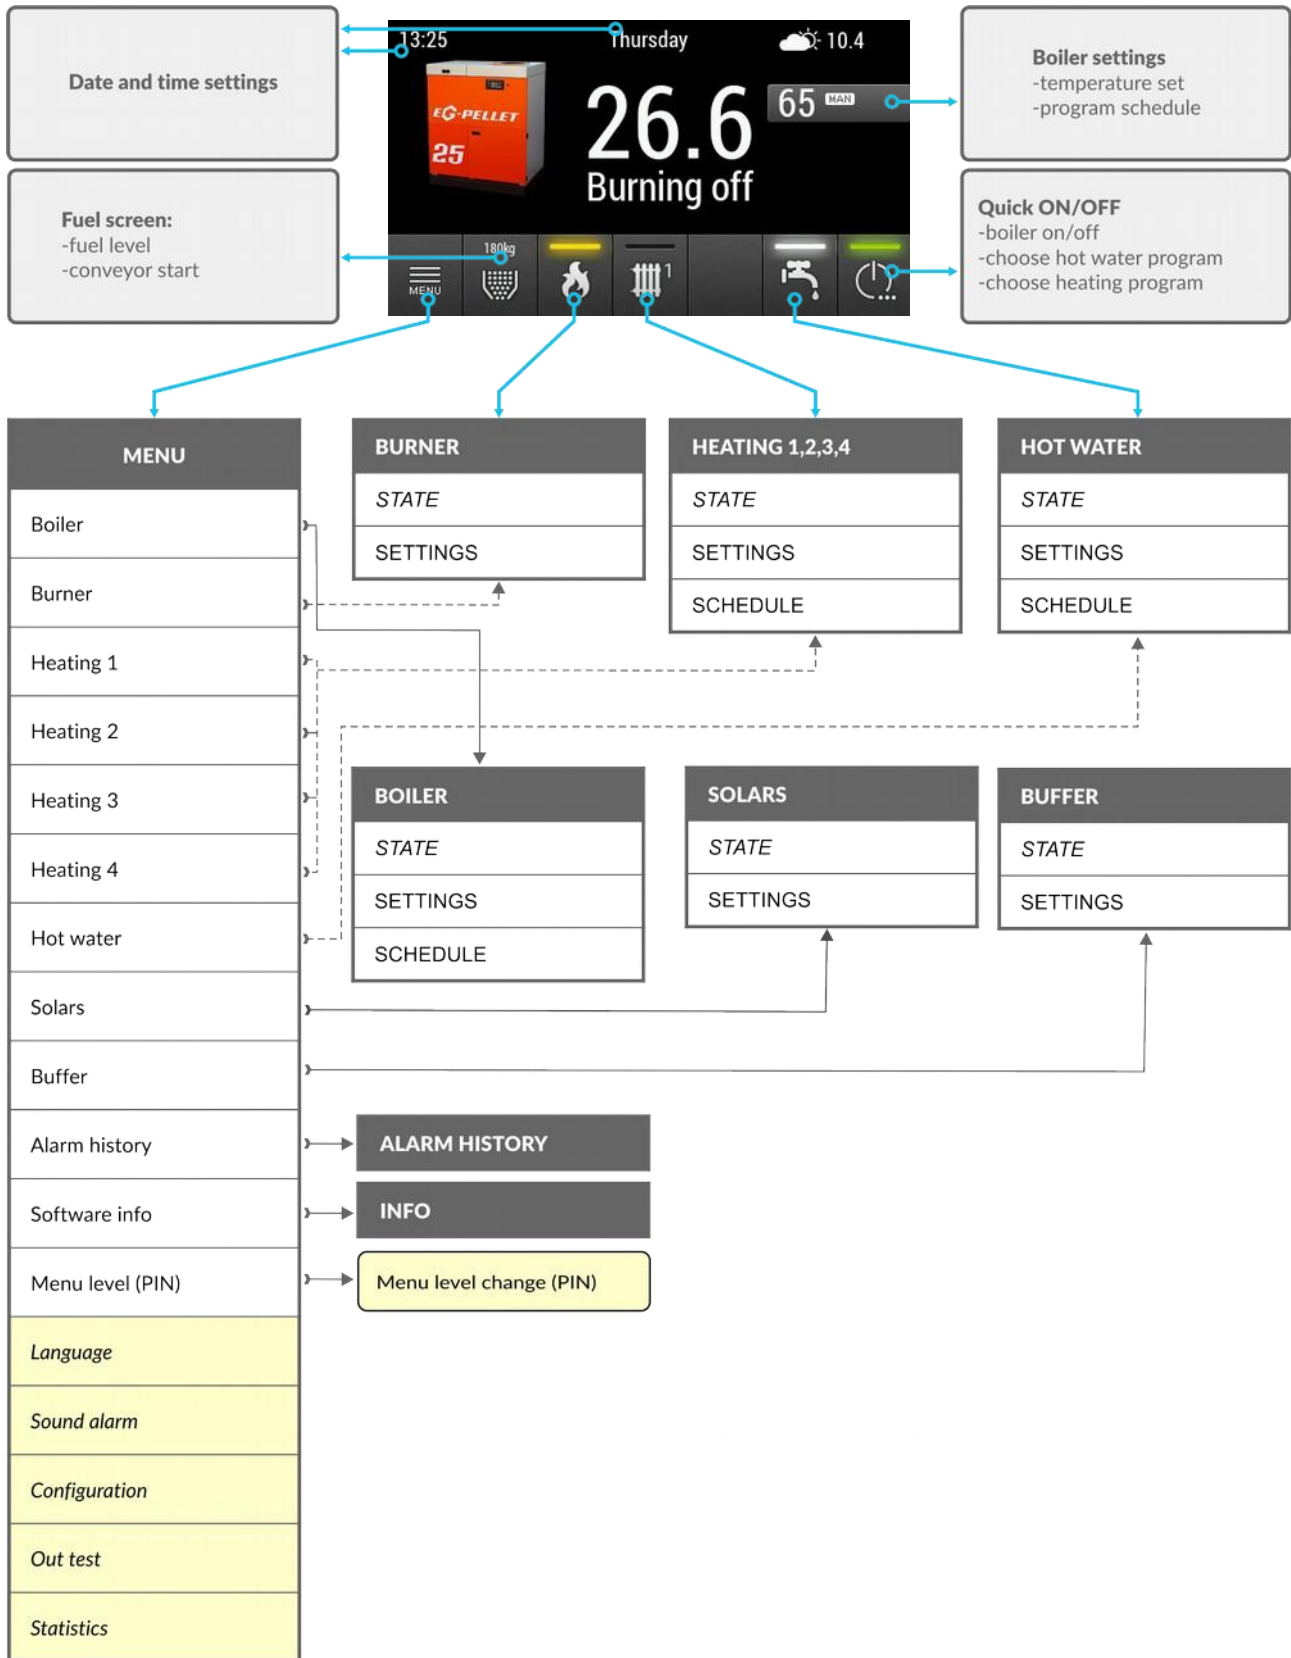 Date and time settings
13:25
Thursday
10.4
Boiler settings
-temperature set
-program schedule
EG-PELLET
25
26.6
65 MAN
Burning off
Fuel screen:
-fuel level
-conveyor start
Quick ON/OFF
-boiler on/off
-choose hot water program
-choose heating program
180kg
MENU
1
MENU
Boiler
Burner
Heating 1
Heating 2
Heating 3
Heating 4
Hot water
Solars
Buffer
Alarm history
Software info
Menu level (PIN)
Language
Sound alarm
Configuration
Out test
Statistics
BURNER
STATE
SETTINGS
HEATING 1,2,3,4
STATE
SETTINGS
SCHEDULE
HOT WATER
STATE
SETTINGS
SCHEDULE
BOILER
STATE
SETTINGS
SCHEDULE
SOLARS
STATE
SETTINGS
BUFFER
STATE
SETTINGS
ALARM HISTORY
INFO
Menu level change (PIN)